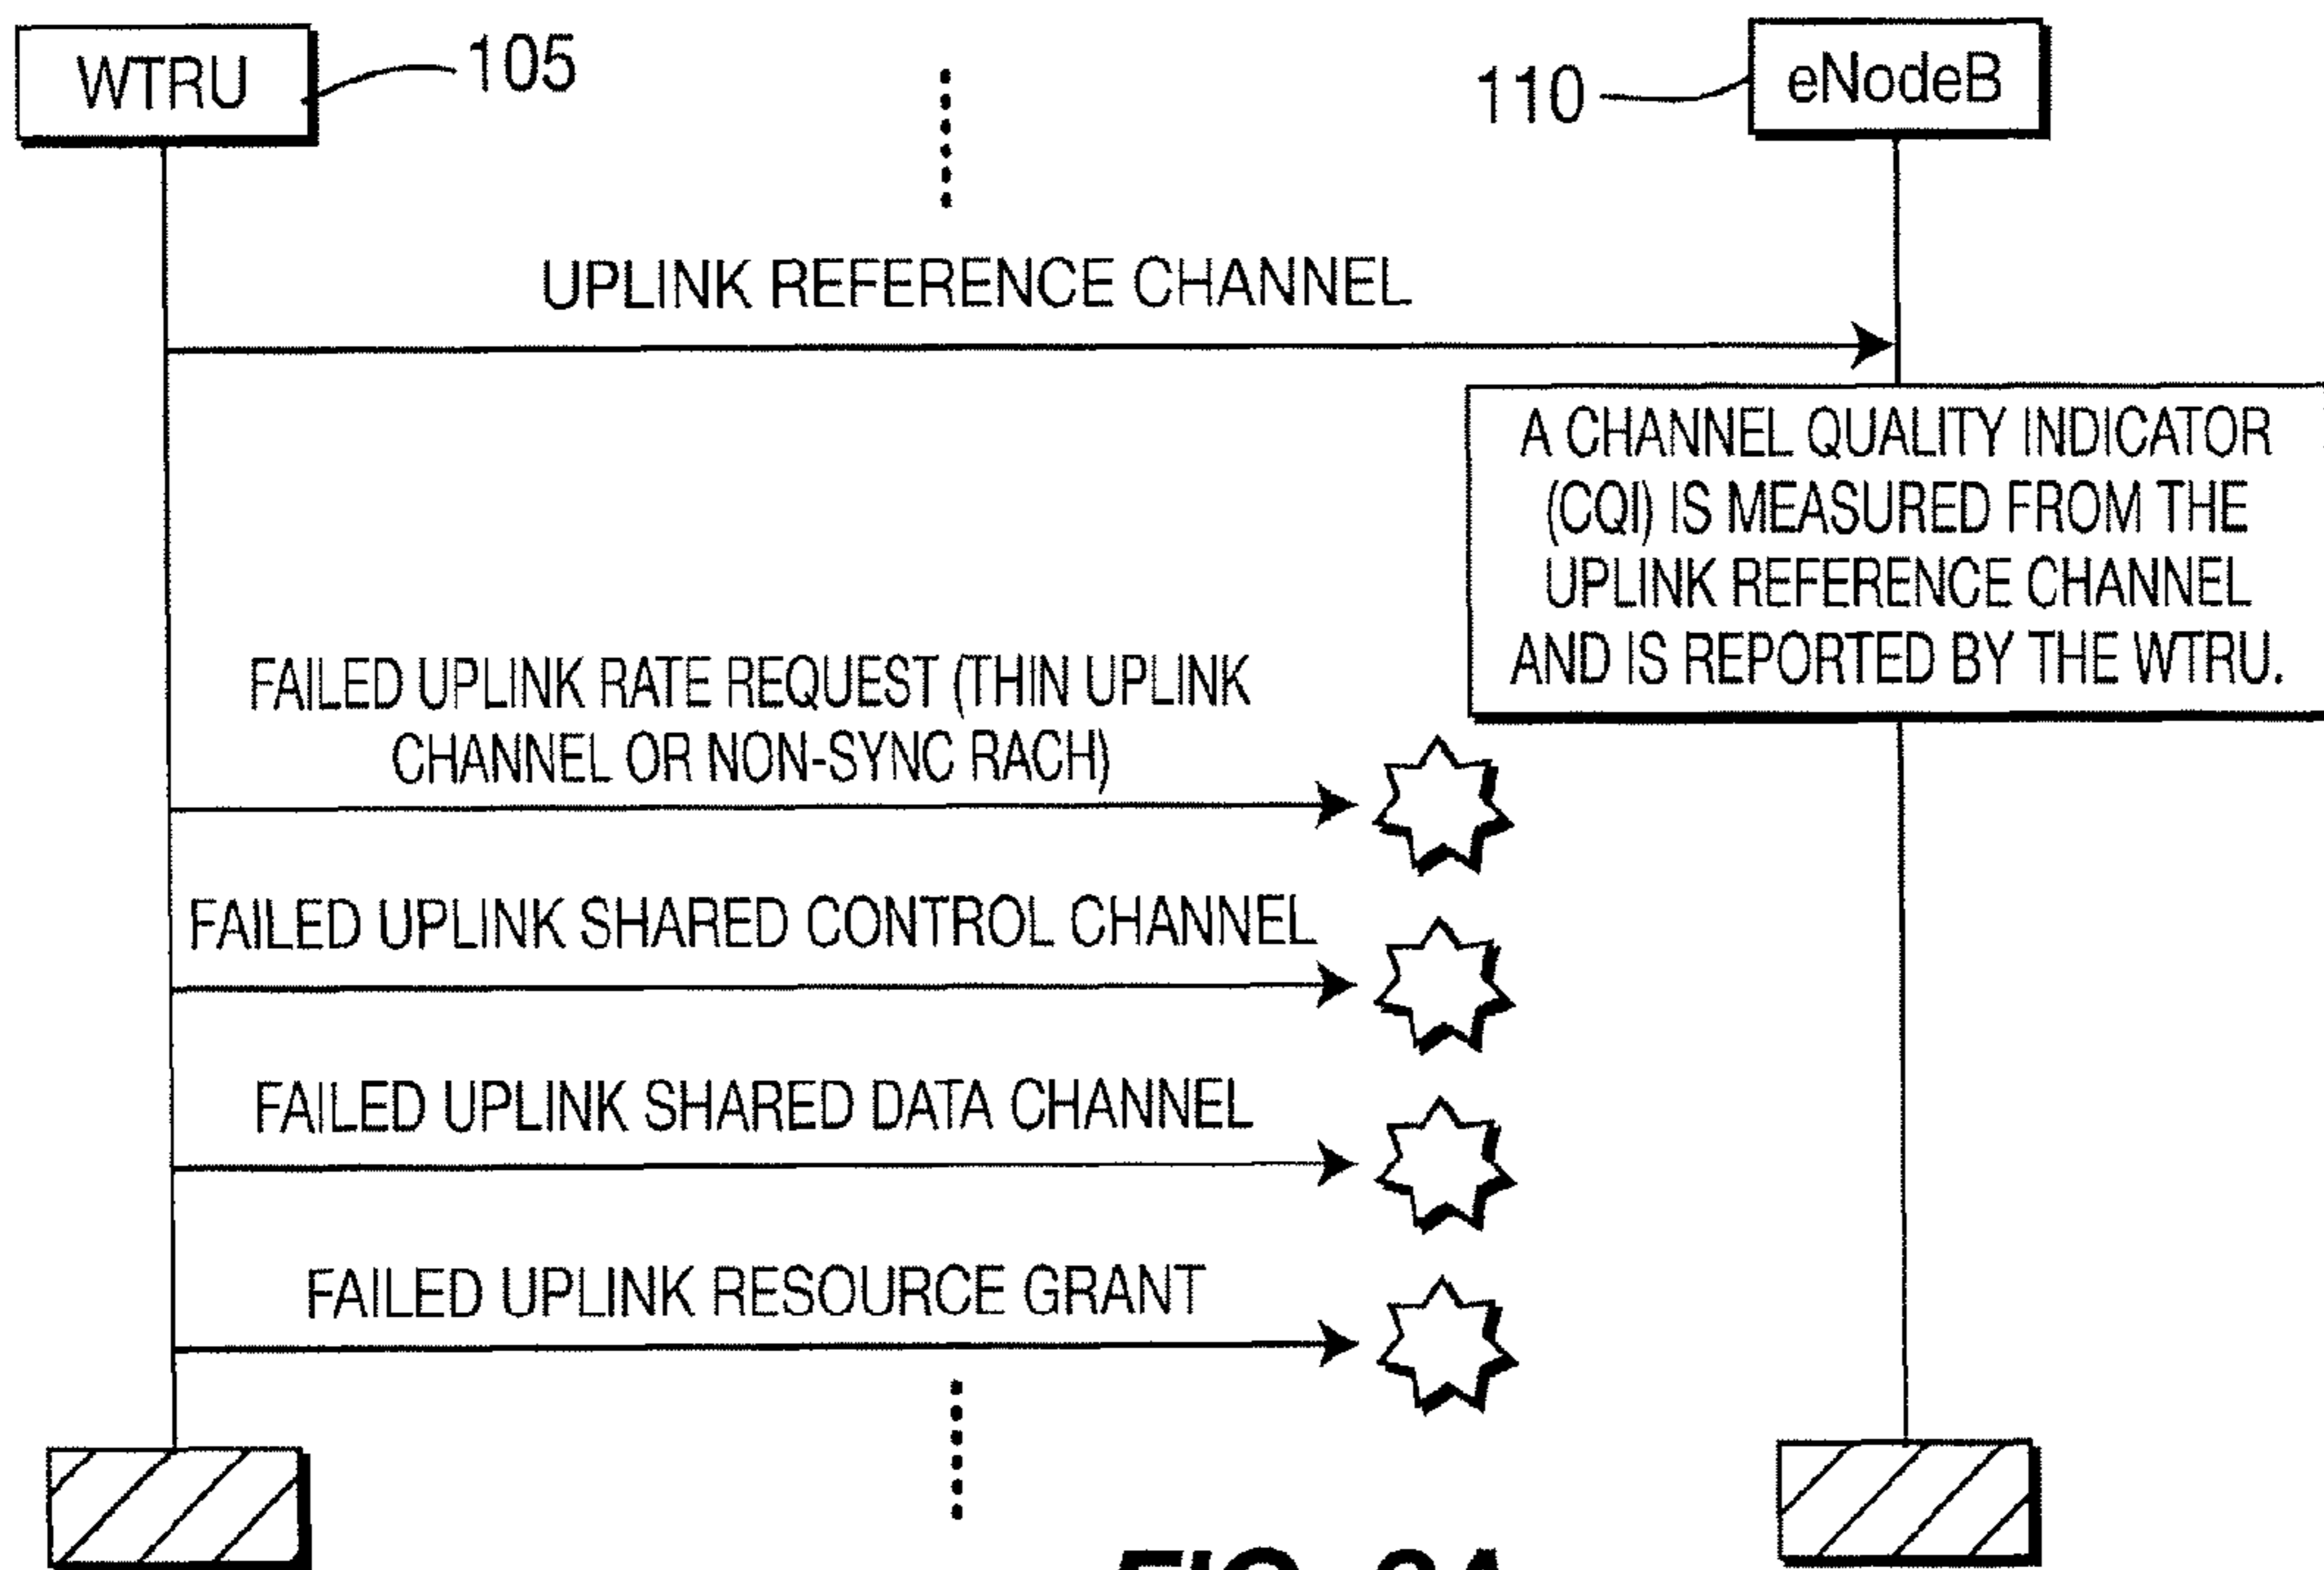 WTRU
105
110
eNodeB
UPLINK REFERENCE CHANNEL
A CHANNEL QUALITY INDICATOR
(CQI) IS MEASURED FROM THE
UPLINK REFERENCE CHANNEL
AND IS REPORTED BY THE WTRU.
FAILED UPLINK RATE REQUEST (THIN UPLINK
CHANNEL OR NON-SYNC RACH)
FAILED UPLINK SHARED CONTROL CHANNEL
FAILED UPLINK SHARED DATA CHANNEL
FAILED UPLINK RESOURCE GRANT